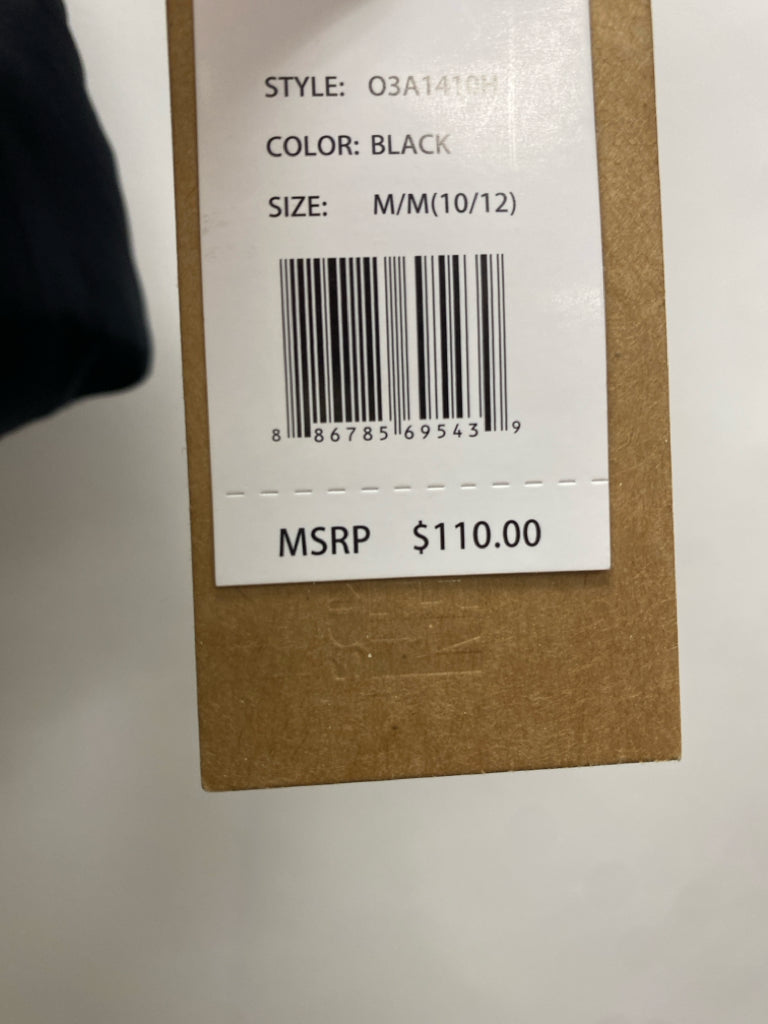 STYLE: O3A1410H
COLOR: BLACK
SIZE: M/M(10/12)
8 86785 69543 9
MSRP $110.00